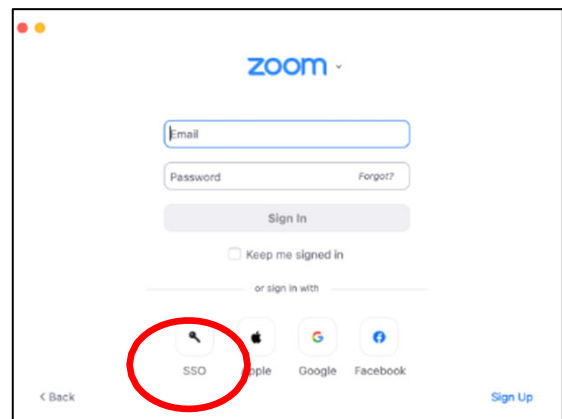 zoom
Email
Password Forgot?
Sign In
Keep me signed in
or sign in with
SSO Apple Google Facebook
< Back Sign Up